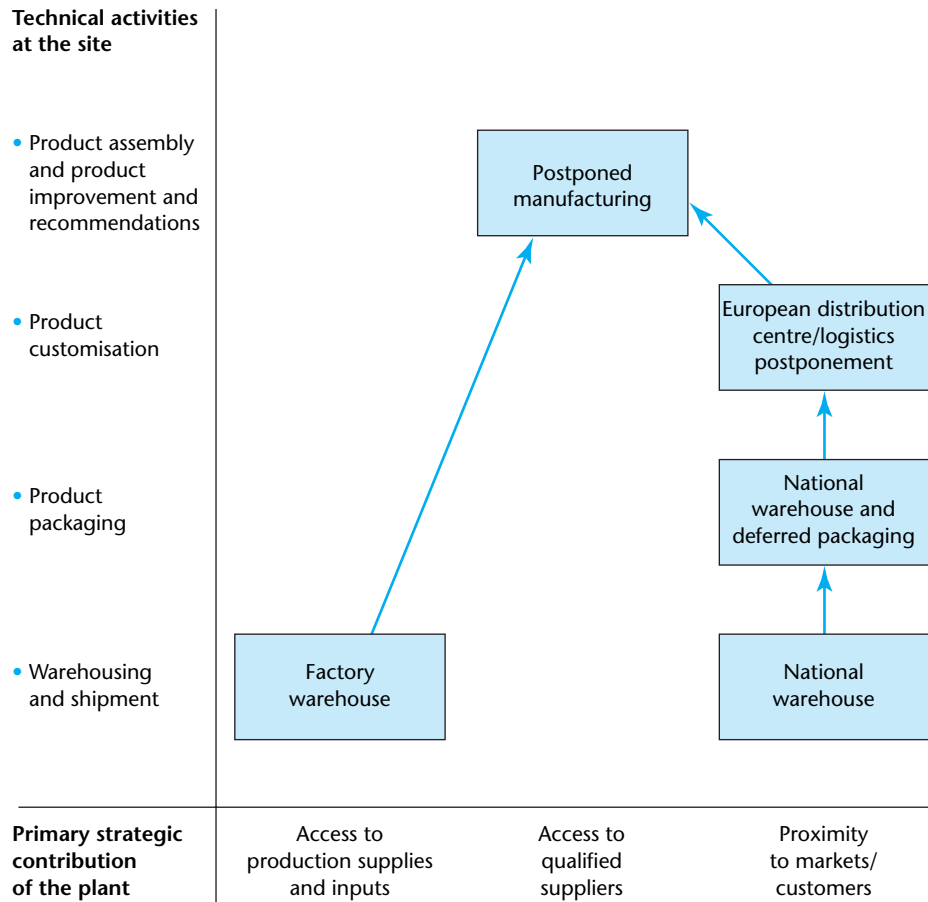 Technical activities
at the site
• Product assembly
and product
improvement and
recommendations
Postponed
manufacturing
• Product
customisation
European distribution
centre/logistics
postponement
• Product
packaging
National
warehouse and
deferred packaging
• Warehousing
and shipment
Factory
warehouse
National
warehouse
Primary strategic
contribution
of the plant
Access to
production supplies
and inputs
Access to
qualified
suppliers
Proximity
to markets/
customers